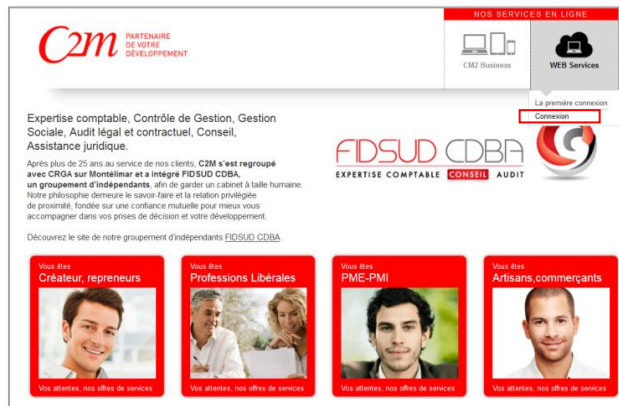 NOS SERVICES EN LIGNE
C2m PARTENAIRE
DE VOTRE
DÉVELOPPEMENT
CM2 Business
WEB Services
La première connexion
Connexion
Expertise comptable, Contrôle de Gestion, Gestion
Sociale, Audit légal et contractuel, Conseil,
Assistance juridique.
Après plus de 25 ans au service de nos clients, C2M s'est regroupé
avec CRGA sur Montélimar et a intégré FIDSUD CDBA,
un groupement d'indépendants, afin de garder un cabinet à taille humaine.
Notre philosophie demeure le savoir-faire et la relation privilégiée
de proximité, fondée sur une confiance mutuelle pour mieux vous
accompagner dans vos prises de décision et votre développement.
Découvrez le site de notre groupement d'indépendants FIDSUD CDBA.
FIDSUD CDBA
EXPERTISE COMPTABLE CONSEIL AUDIT
Vous êtes
Créateur, repreneurs
Vos attentes, nos offres de services
Vous êtes
Professions Libérales
Vos attentes, nos offres de services
Vous êtes
PME-PMI
Vos attentes, nos offres de services
Vous êtes
Artisans,commerçants
Vos attentes, nos offres de services